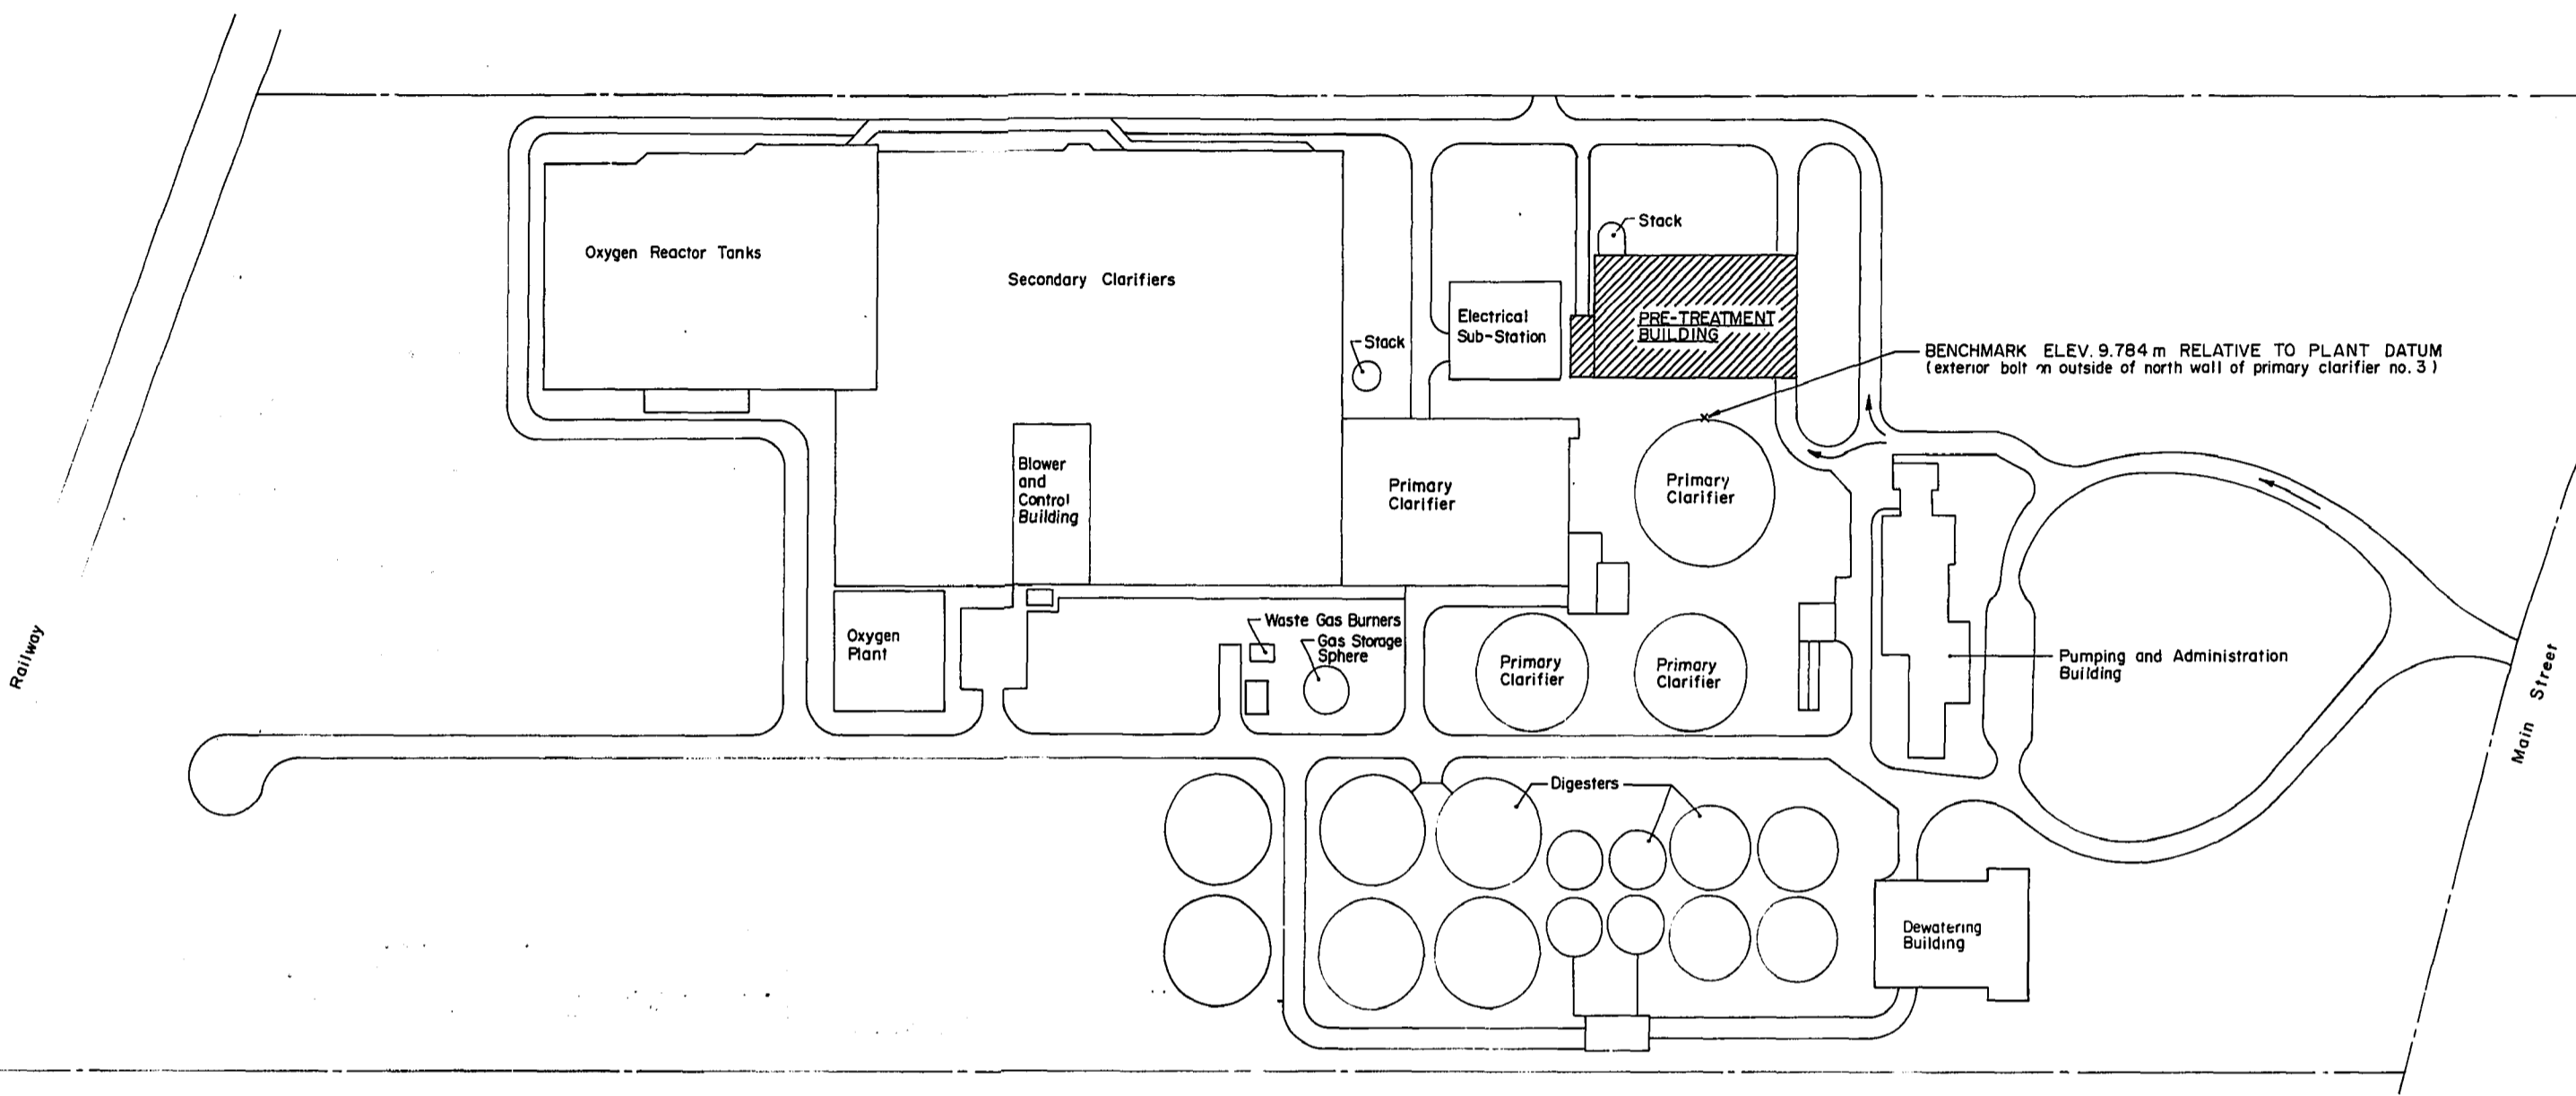 Stack
Oxygen Reactor Tanks
Secondary Clarifiers
Electrical
Sub-Station
PRE-TREATMENT
BUILDING
Stack
BENCHMARK ELEV. 9.784 m RELATIVE TO PLANT DATUM
(exterior bolt on outside of north wall of primary clarifier no. 3)
Blower
and
Control
Building
Primary
Clarifier
Primary
Clarifier
Railway
Oxygen
Plant
Waste Gas Burners
Gas Storage
Sphere
Primary
Clarifier
Primary
Clarifier
Pumping and Administration
Building
Main Street
Digesters
Dewatering
Building